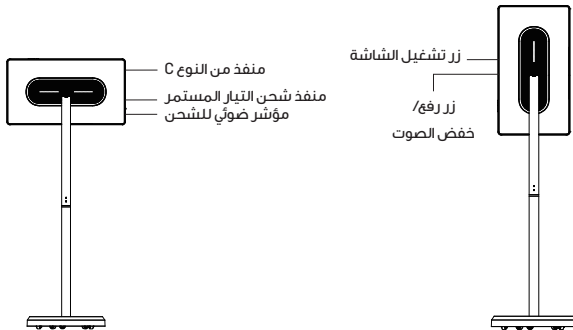 زر تشغيل الشاشة
زر رفع/
خفض الصوت
منفذ من النوع C
منفذ شحن التيار المستمر
مؤشر ضوئي للشحن